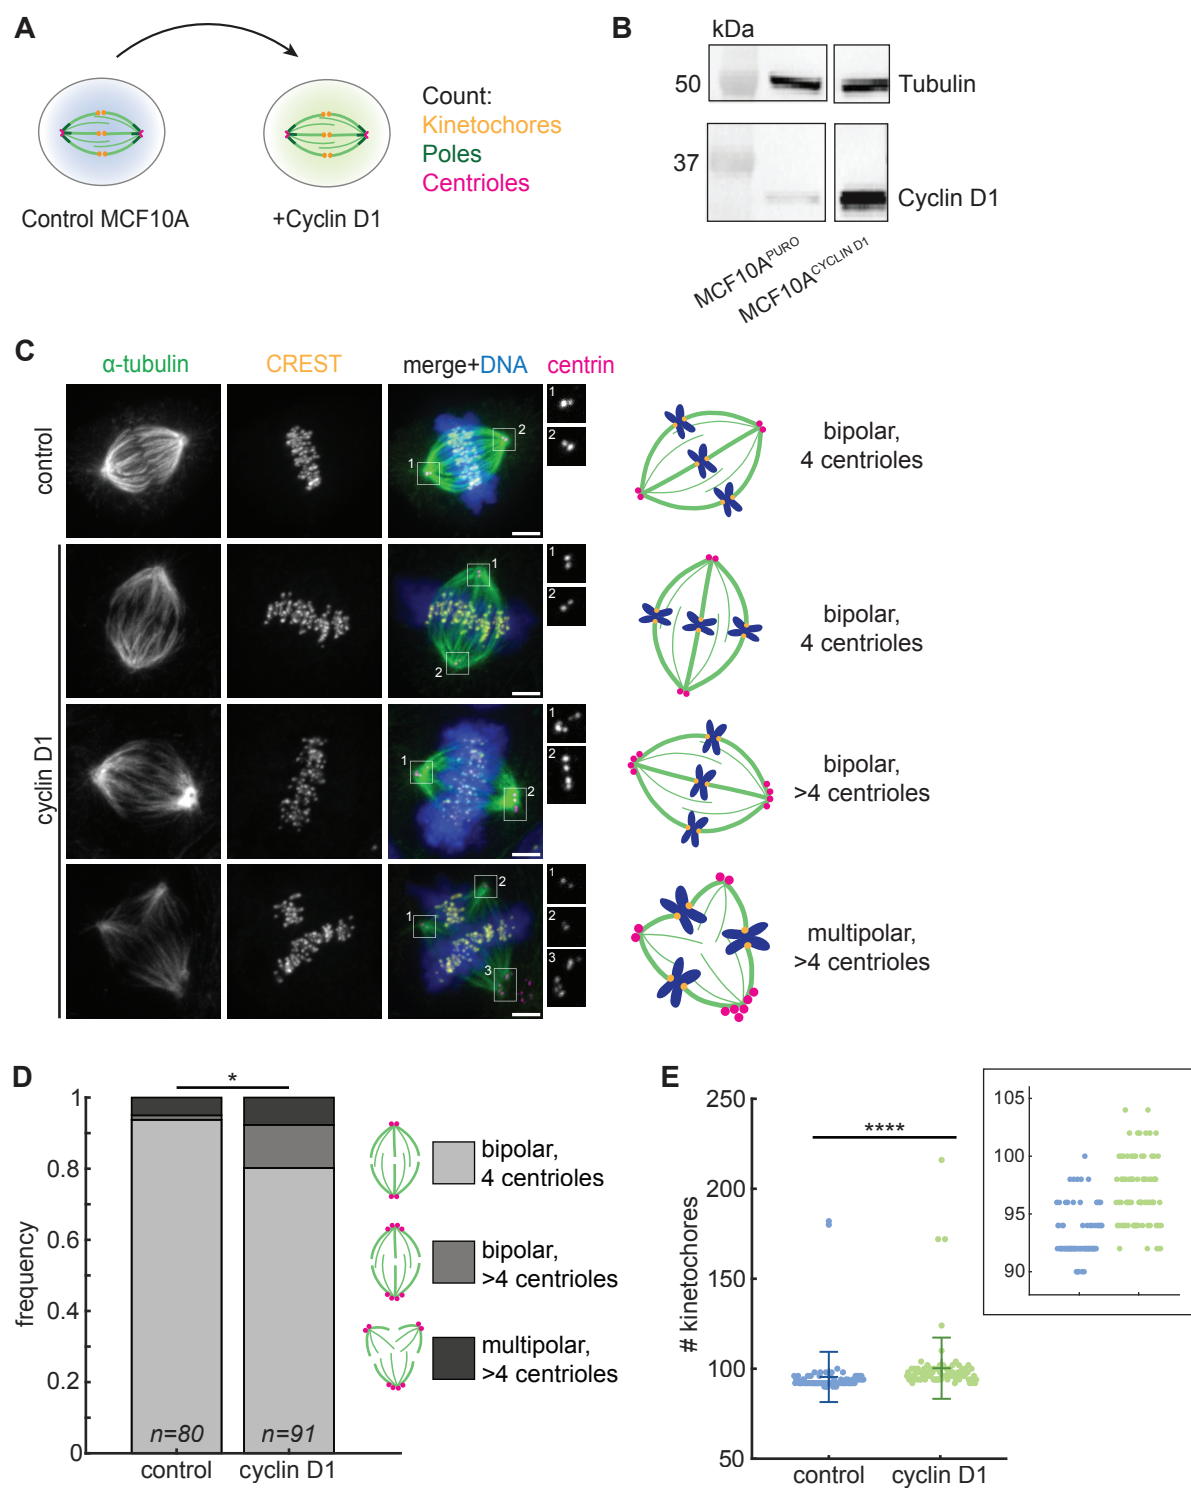 A
Count:
Kinetochores
Poles
Centrioles
Control MCF10A
+Cyclin D1
B
kDa
50
Tubulin
37
Cyclin D1
MCF10A^PURO
MCF10A^CYCLIN D1
C
α-tubulin
CREST
merge+DNA
centrin
control
1
2
1
2
bipolar,
4 centrioles
cyclin D1
1
2
1
2
bipolar,
4 centrioles
1
2
1
2
bipolar,
>4 centrioles
1
2
3
1
2
3
multipolar,
>4 centrioles
D
*
frequency
1
0.8
0.6
0.4
0.2
0
n=80
n=91
control
cyclin D1
bipolar,
4 centrioles
bipolar,
>4 centrioles
multipolar,
>4 centrioles
E
# kinetochores
250
200
150
100
50
****
control
cyclin D1
105
100
95
90